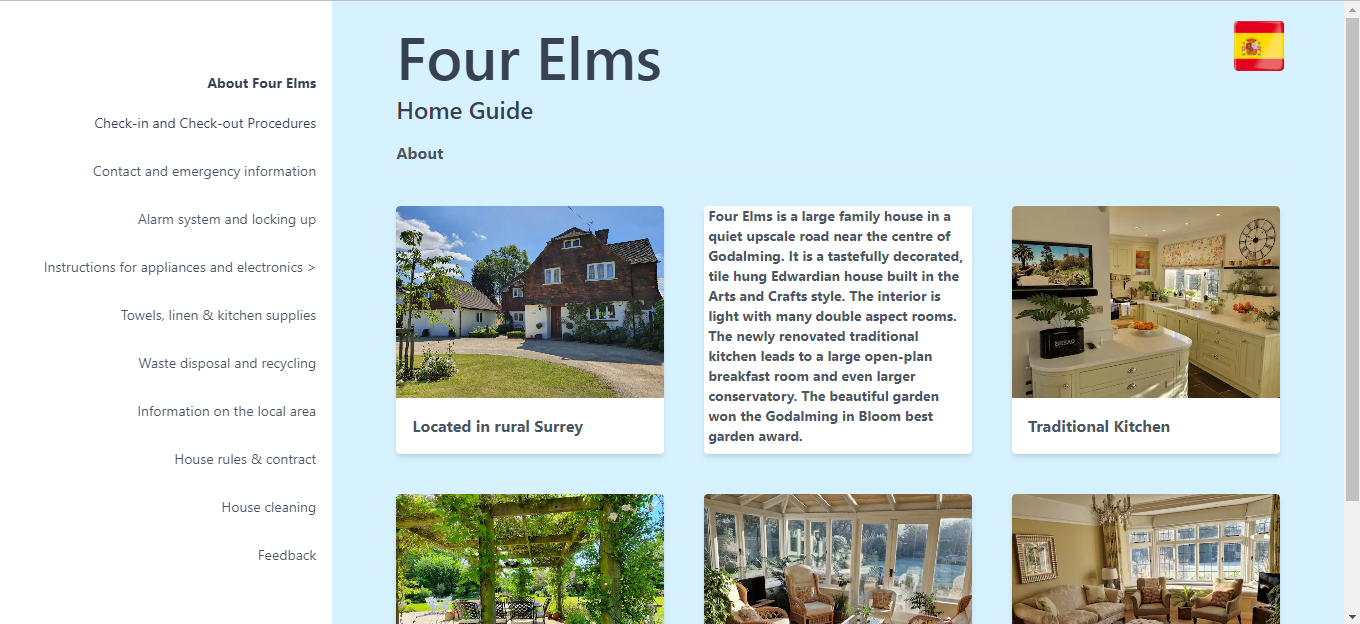 About Four Elms
Check-in and Check-out Procedures
Contact and emergency information
Alarm system and locking up
Instructions for appliances and electronics >
Towels, linen & kitchen supplies
Waste disposal and recycling
Information on the local area
House rules & contract
House cleaning
Feedback
Four Elms
Home Guide
About
Located in rural Surrey
Four Elms is a large family house in a
quiet upscale road near the centre of
Godalming. It is a tastefully decorated,
tile hung Edwardian house built in the
Arts and Crafts style. The interior is
light with many double aspect rooms.
The newly renovated traditional
kitchen leads to a large open-plan
breakfast room and even larger
conservatory. The beautiful garden
won the Godalming in Bloom best
garden award.
BREAD
Traditional Kitchen